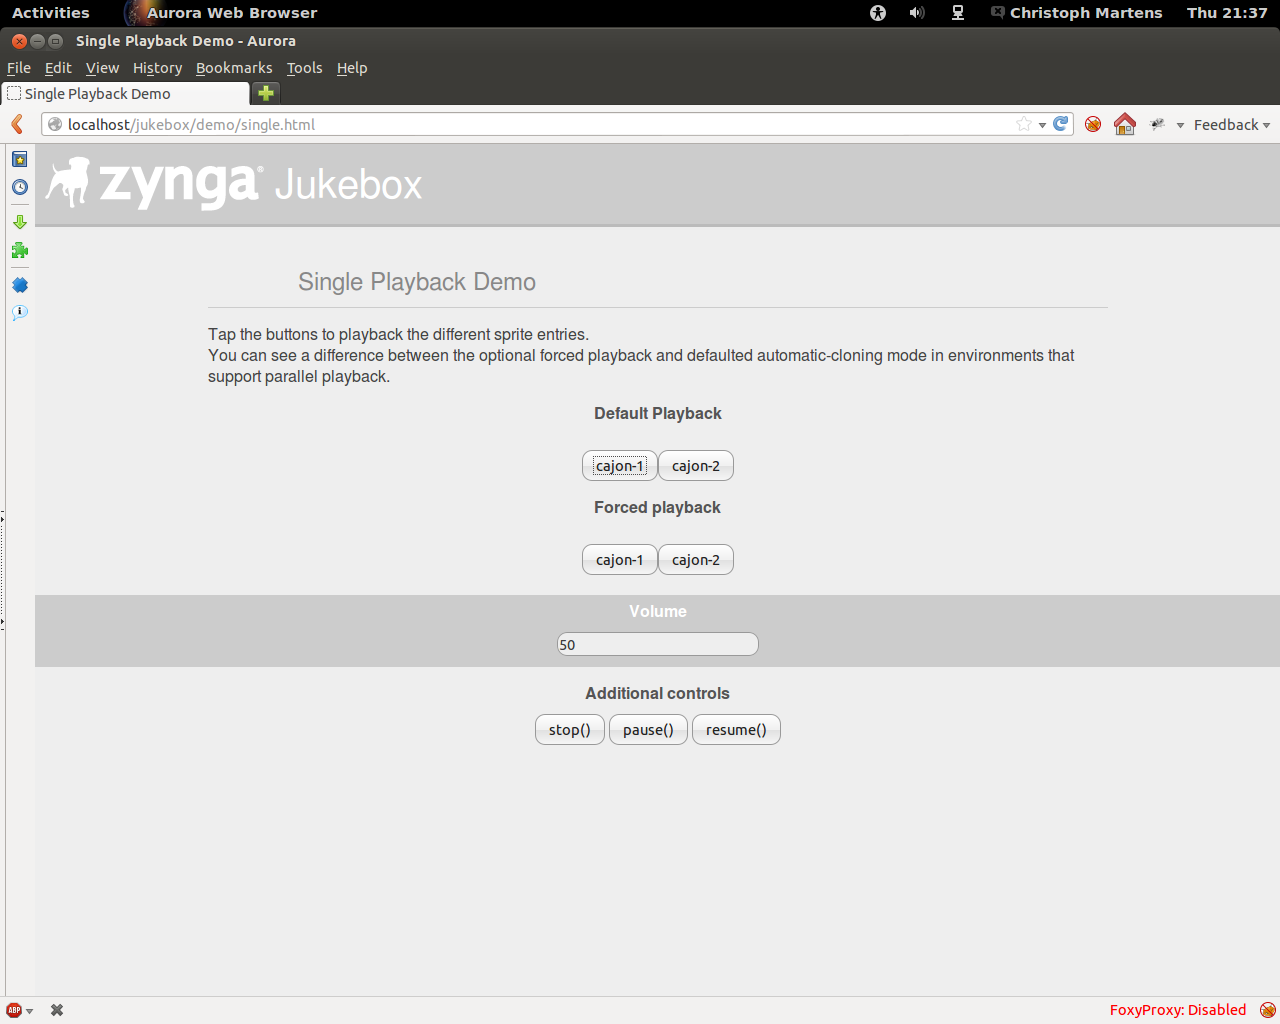 Activities Aurora Web Browser Christoph Martens Thu 21:37
Single Playback Demo - Aurora
File Edit View History Bookmarks Tools Help
Single Playback Demo
localhost/jukebox/demo/single.html Feedback
zynga® Jukebox
Single Playback Demo
Tap the buttons to playback the different sprite entries.
You can see a difference between the optional forced playback and defaulted automatic-cloning mode in environments that
support parallel playback.
Default Playback
cajon-1 cajon-2
Forced playback
cajon-1 cajon-2
Volume
50
Additional controls
stop() pause() resume()
ABP FoxyProxy: Disabled